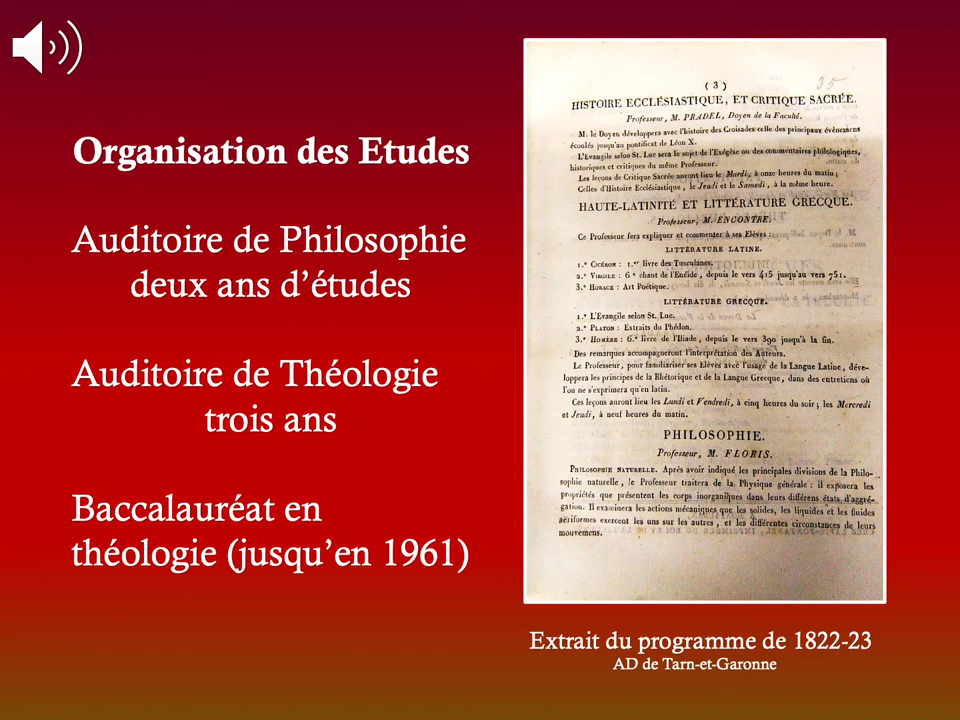 Organisation des Etudes
Auditoire de Philosophie
deux ans d’études
Auditoire de Théologie
trois ans
Baccalauréat en
théologie (jusqu’en 1961)
( 3 )
35
HISTOIRE ECCLÉSIASTIQUE, ET CRITIQUE SACRÉE.
Professeur, M. PRADEL, Doyen de la Faculté.
M. le Doyen développera avec l'histoire des Croisades celle des principaux évènemens
écoulés jusqu'au pontificat de Léon X.
L'Evangile selon St. Luc sera le sujet de l'Exégèse ou des commentaires philologiques,
historiques et critiques du même Professeur.
Les leçons de Critique Sacrée auront lieu le Mardi, à onze heures du matin ;
Celles d'Histoire Ecclésiastique , le Jeudi et le Samedi, à la même heure.
HAUTE-LATINITÉ ET LITTÉRATURE GRECQUE.
Professeur, M. ENCONTRE.
Ce Professeur fera expliquer et commenter à ses Elèves :
LITTÉRATURE LATINE.
1.° CICÉRON : 1.er livre des Tusculanes.
2.° VIRGILE : 6e chant de l'Enéide, depuis le vers 415 jusqu'au vers 751.
3.° HORACE : Art Poétique.
LITTÉRATURE GRECQUE.
1.° L'Evangile selon St. Luc.
2.° PLATON : Extraits du Phédon.
3.° HOMÈRE : 6.e livre de l'Iliade, depuis le vers 390 jusqu'à la fin.
Des remarques accompagneront l'interprétation des Auteurs.
Le Professeur, pour familiariser ses Elèves avec l'usage de la Langue Latine, déve-
loppera les principes de la Rhétorique et de la Langue Grecque, dans des entretiens où
l'on ne s'exprimera qu'en latin.
Ces leçons auront lieu les Lundi et Vendredi, à cinq heures du soir ; les Mercredi
et Jeudi, à neuf heures du matin.
PHILOSOPHIE.
Professeur, M. FLORIS.
PHILOSOPHIE NATURELLE. Après avoir indiqué les principales divisions de la Philo-
sophie naturelle , le Professeur traitera de la Physique générale : il exposera les
propriétés que présentent les corps inorganiques dans leurs différens états d'aggré-
gation. Il examinera les actions mécaniques que les solides, les liquides et les fluides
aériformes exercent les uns sur les autres , et les différentes circonstances de leurs
mouvemens.
Extrait du programme de 1822-23
AD de Tarn-et-Garonne